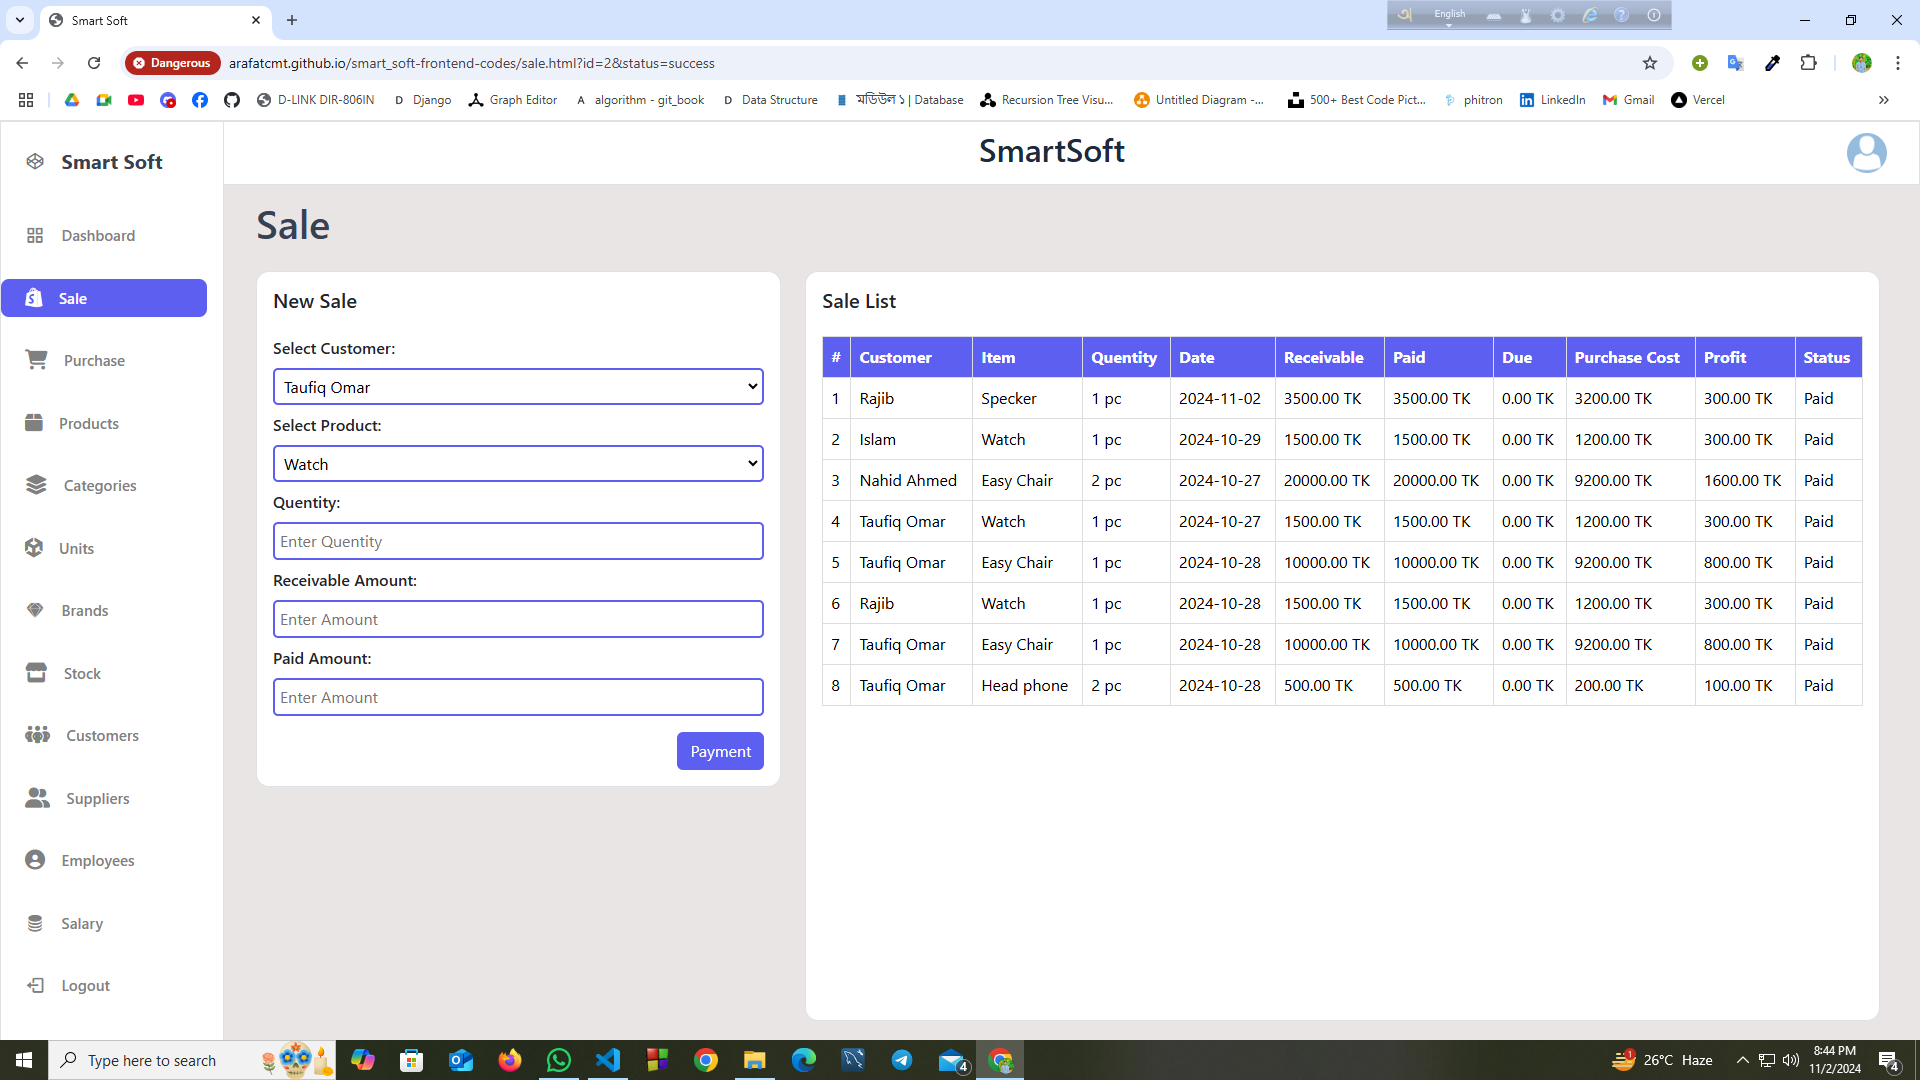 Smart Soft
English
Dangerous
arafatcmt.github.io/smart_soft-frontend-codes/sale.html?id=2&status=success
D-LINK DIR-806IN
D Django
Graph Editor
A algorithm - git_book
D Data Structure
মডিউল ১ | Database
Recursion Tree Visu...
Untitled Diagram -...
500+ Best Code Pict...
phitron
LinkedIn
Gmail
Vercel
Smart Soft
SmartSoft
Dashboard
Sale
Purchase
Products
Categories
Units
Brands
Stock
Customers
Suppliers
Employees
Salary
Logout
Sale
New Sale
Select Customer:
Taufiq Omar
Select Product:
Watch
Quentity:
Enter Quentity
Receivable Amount:
Enter Amount
Paid Amount:
Enter Amount
Payment
Sale List
# Customer Item Quentity Date Receivable Paid Due Purchase Cost Profit Status
1 Rajib Specker 1 pc 2024-11-02 3500.00 TK 3500.00 TK 0.00 TK 3200.00 TK 300.00 TK Paid
2 Islam Watch 1 pc 2024-10-29 1500.00 TK 1500.00 TK 0.00 TK 1200.00 TK 300.00 TK Paid
3 Nahid Ahmed Easy Chair 2 pc 2024-10-27 20000.00 TK 20000.00 TK 0.00 TK 9200.00 TK 1600.00 TK Paid
4 Taufiq Omar Watch 1 pc 2024-10-27 1500.00 TK 1500.00 TK 0.00 TK 1200.00 TK 300.00 TK Paid
5 Taufiq Omar Easy Chair 1 pc 2024-10-28 10000.00 TK 10000.00 TK 0.00 TK 9200.00 TK 800.00 TK Paid
6 Rajib Watch 1 pc 2024-10-28 1500.00 TK 1500.00 TK 0.00 TK 1200.00 TK 300.00 TK Paid
7 Taufiq Omar Easy Chair 1 pc 2024-10-28 10000.00 TK 10000.00 TK 0.00 TK 9200.00 TK 800.00 TK Paid
8 Taufiq Omar Head phone 2 pc 2024-10-28 500.00 TK 500.00 TK 0.00 TK 200.00 TK 100.00 TK Paid
Type here to search
4
1
26°C Haze
8:44 PM
11/2/2024
4